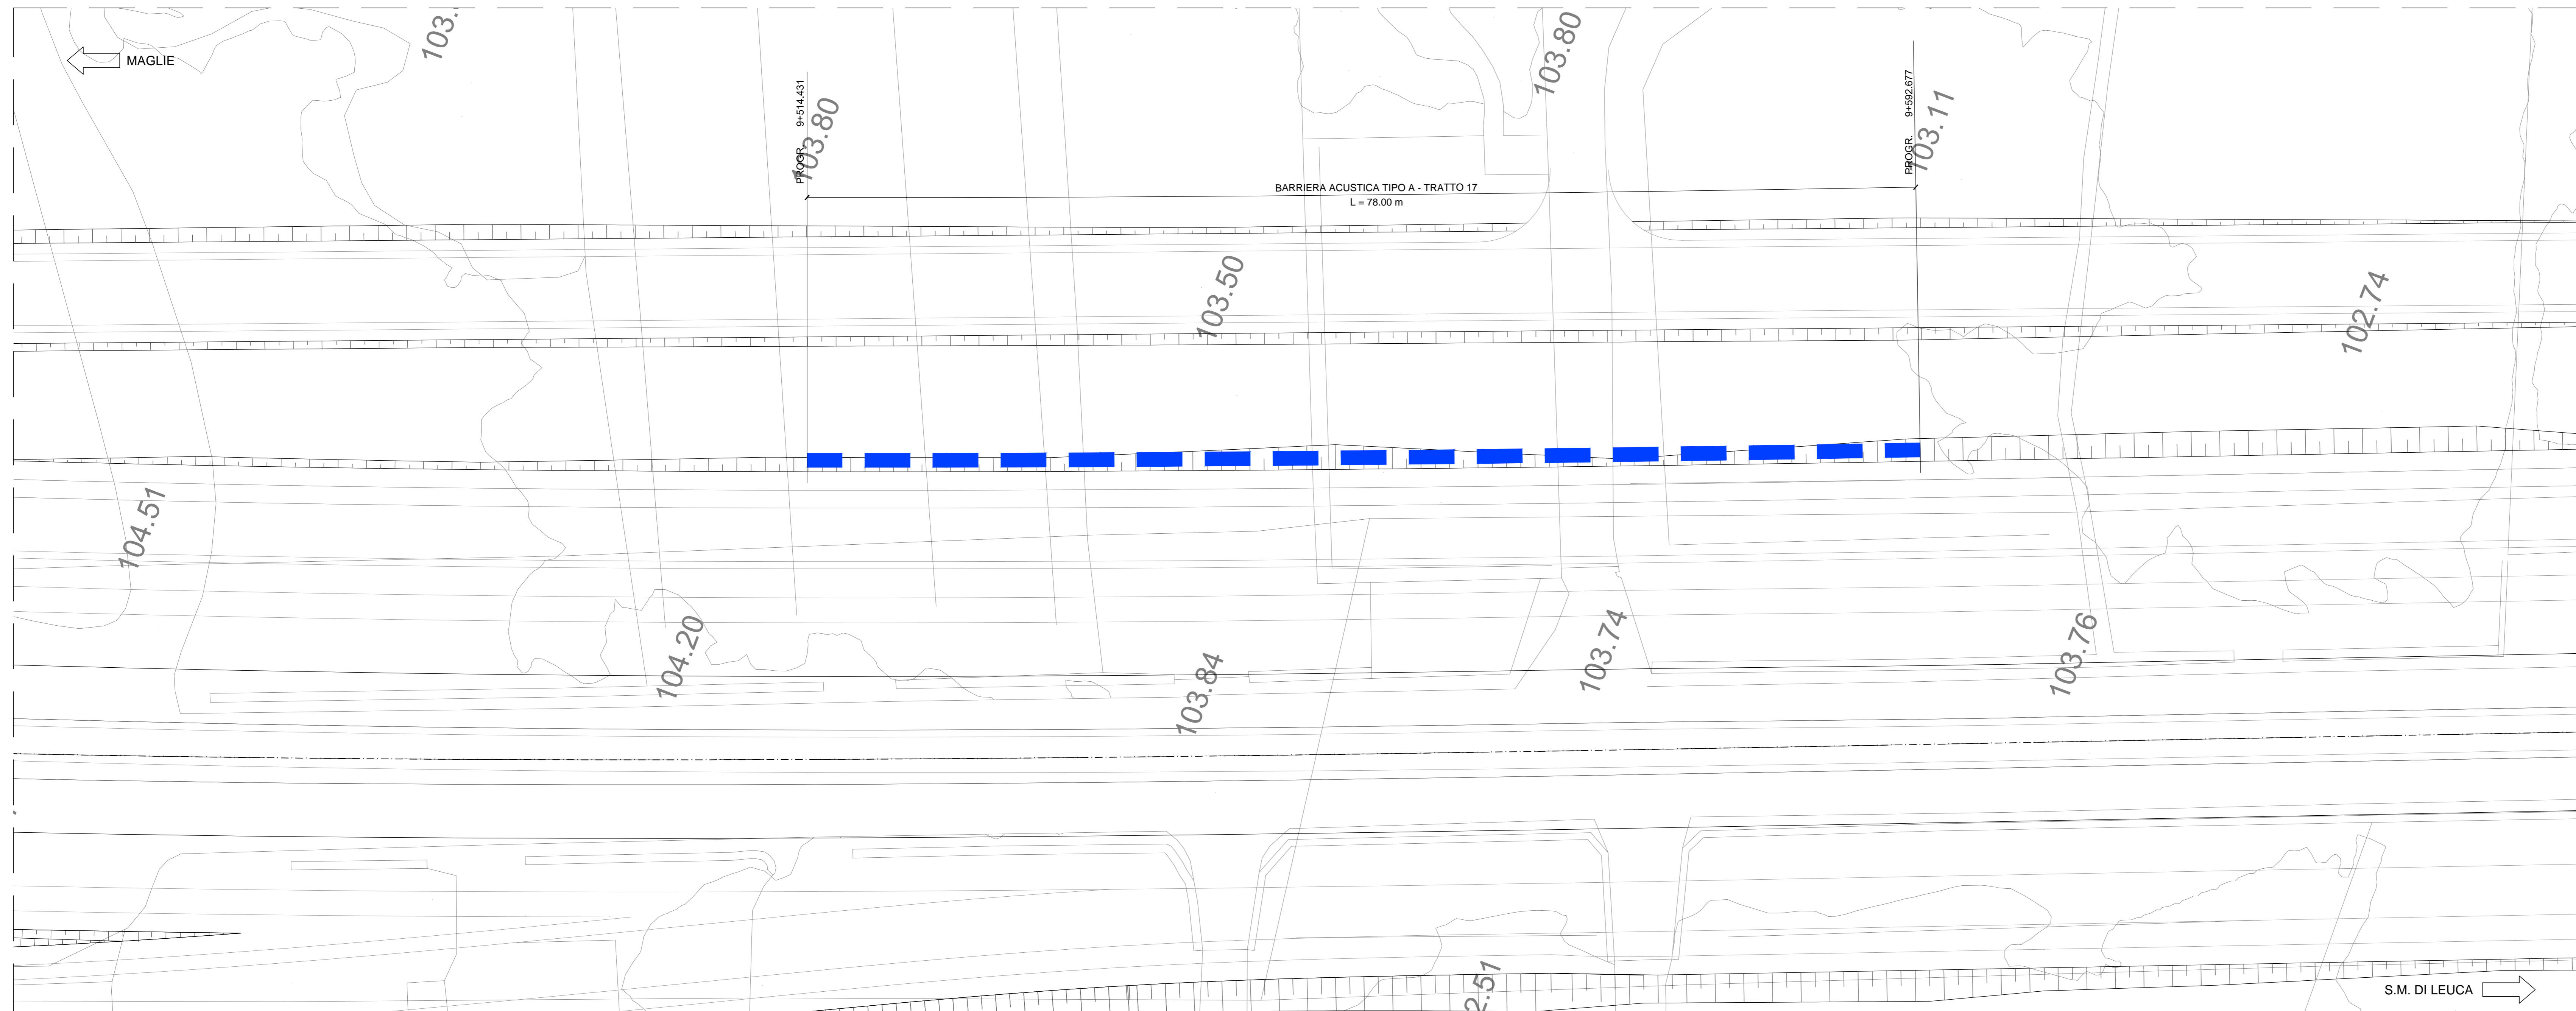 103.
103.80
MAGLIE
PROGR. 9+514.431
103.80
PROGR. 9+592.677
103.11
BARRIERA ACUSTICA TIPO A - TRATTO 17
L = 78.00 m
103.50
102.74
104.51
104.20
103.84
103.74
103.76
2.51
S.M. DI LEUCA